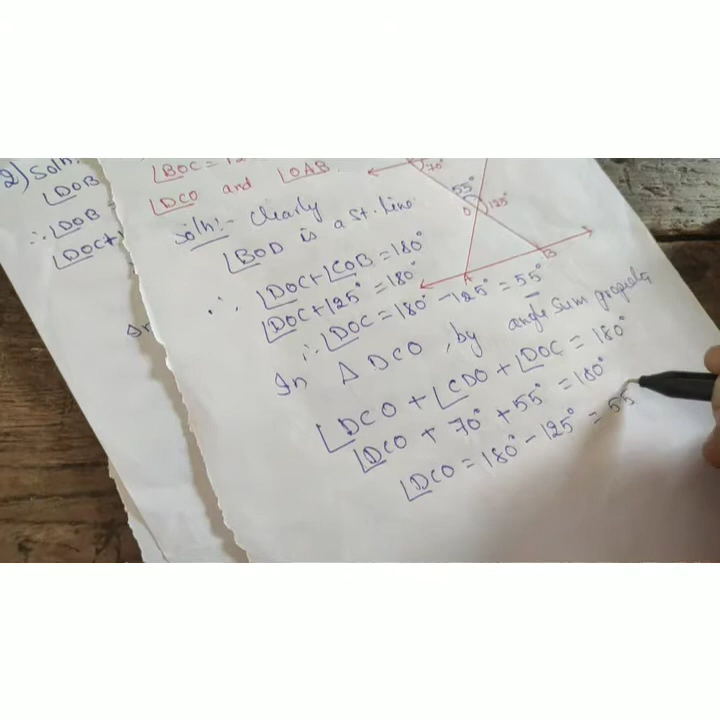 2) Soln:
∠DOB
∴ ∠DOB =
∠DOC+
∠BOC = 12
∠DCO and ∠OAB.
Soln:- Clearly
∠BOD is a st. line.
∴ ∠DOC+∠COB = 180°
∠DOC+125° = 180°
∴ ∠DOC = 180° - 125° = 55°
In Δ DCO, by angle sum property
∠DCO + ∠CDO + ∠DOC = 180°
∠DCO + 70° + 55° = 180°
∠DCO = 180° - 125° = 55
70°
55°
O
125°
A
B